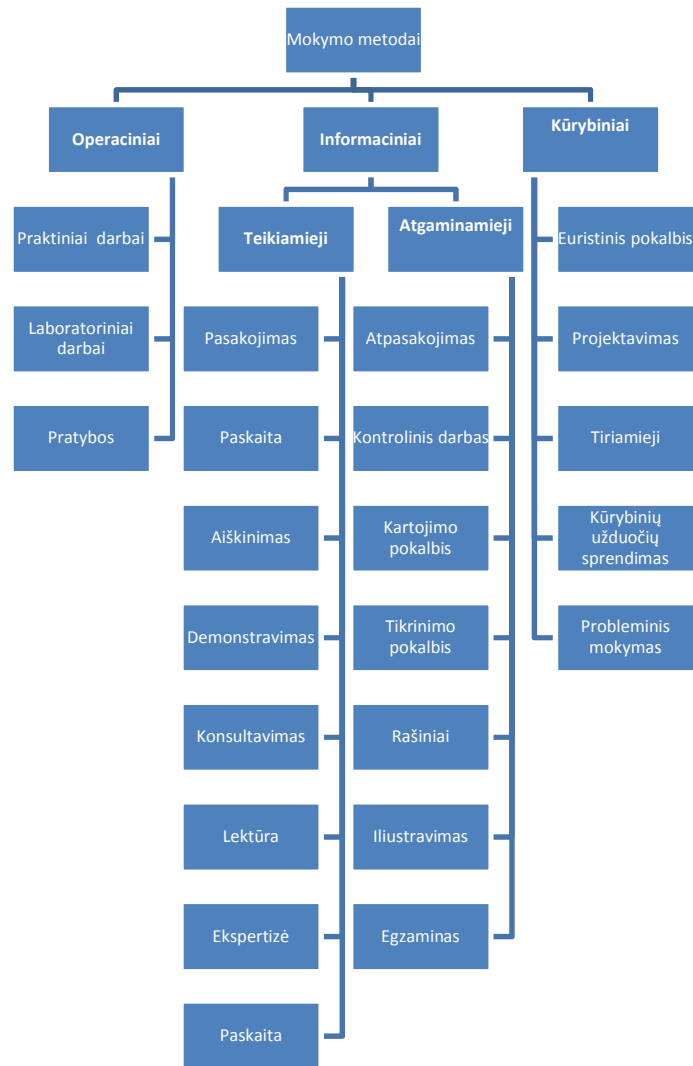 Mokymo metodai
Operaciniai
Informaciniai
Kūrybiniai
Praktiniai darbai
Teikiamieji
Atgaminamieji
Euristinis pokalbis
Laboratoriniai
darbai
Pasakojimas
Atpasakojimas
Projektavimas
Pratybos
Paskaita
Kontrolinis darbas
Tiriamieji
Aiškinimas
Kartojimo
pokalbis
Kūrybinių
užduočių
sprendimas
Demonstravimas
Tikrinimo
pokalbis
Probleminis
mokymas
Konsultavimas
Rašiniai
Lektūra
Iliustravimas
Ekspertizė
Egzaminas
Paskaita